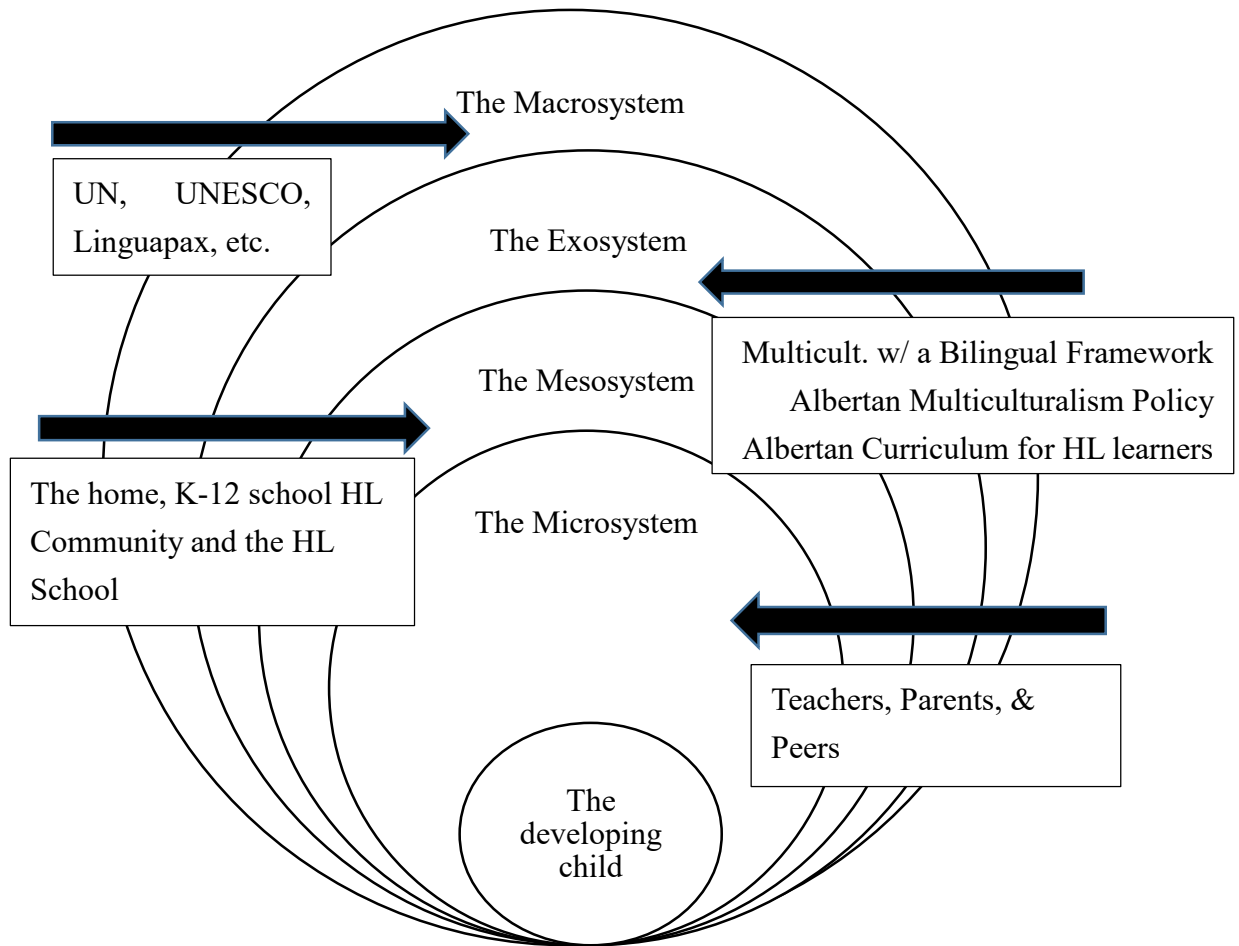 The Macrosystem
UN, UNESCO,
Linguapax, etc.
The Exosystem
Multicult. w/ a Bilingual Framework
Albertan Multiculturalism Policy
Albertan Curriculum for HL learners
The Mesosystem
The home, K-12 school HL
Community and the HL
School
The Microsystem
Teachers, Parents, &
Peers
The
developing
child